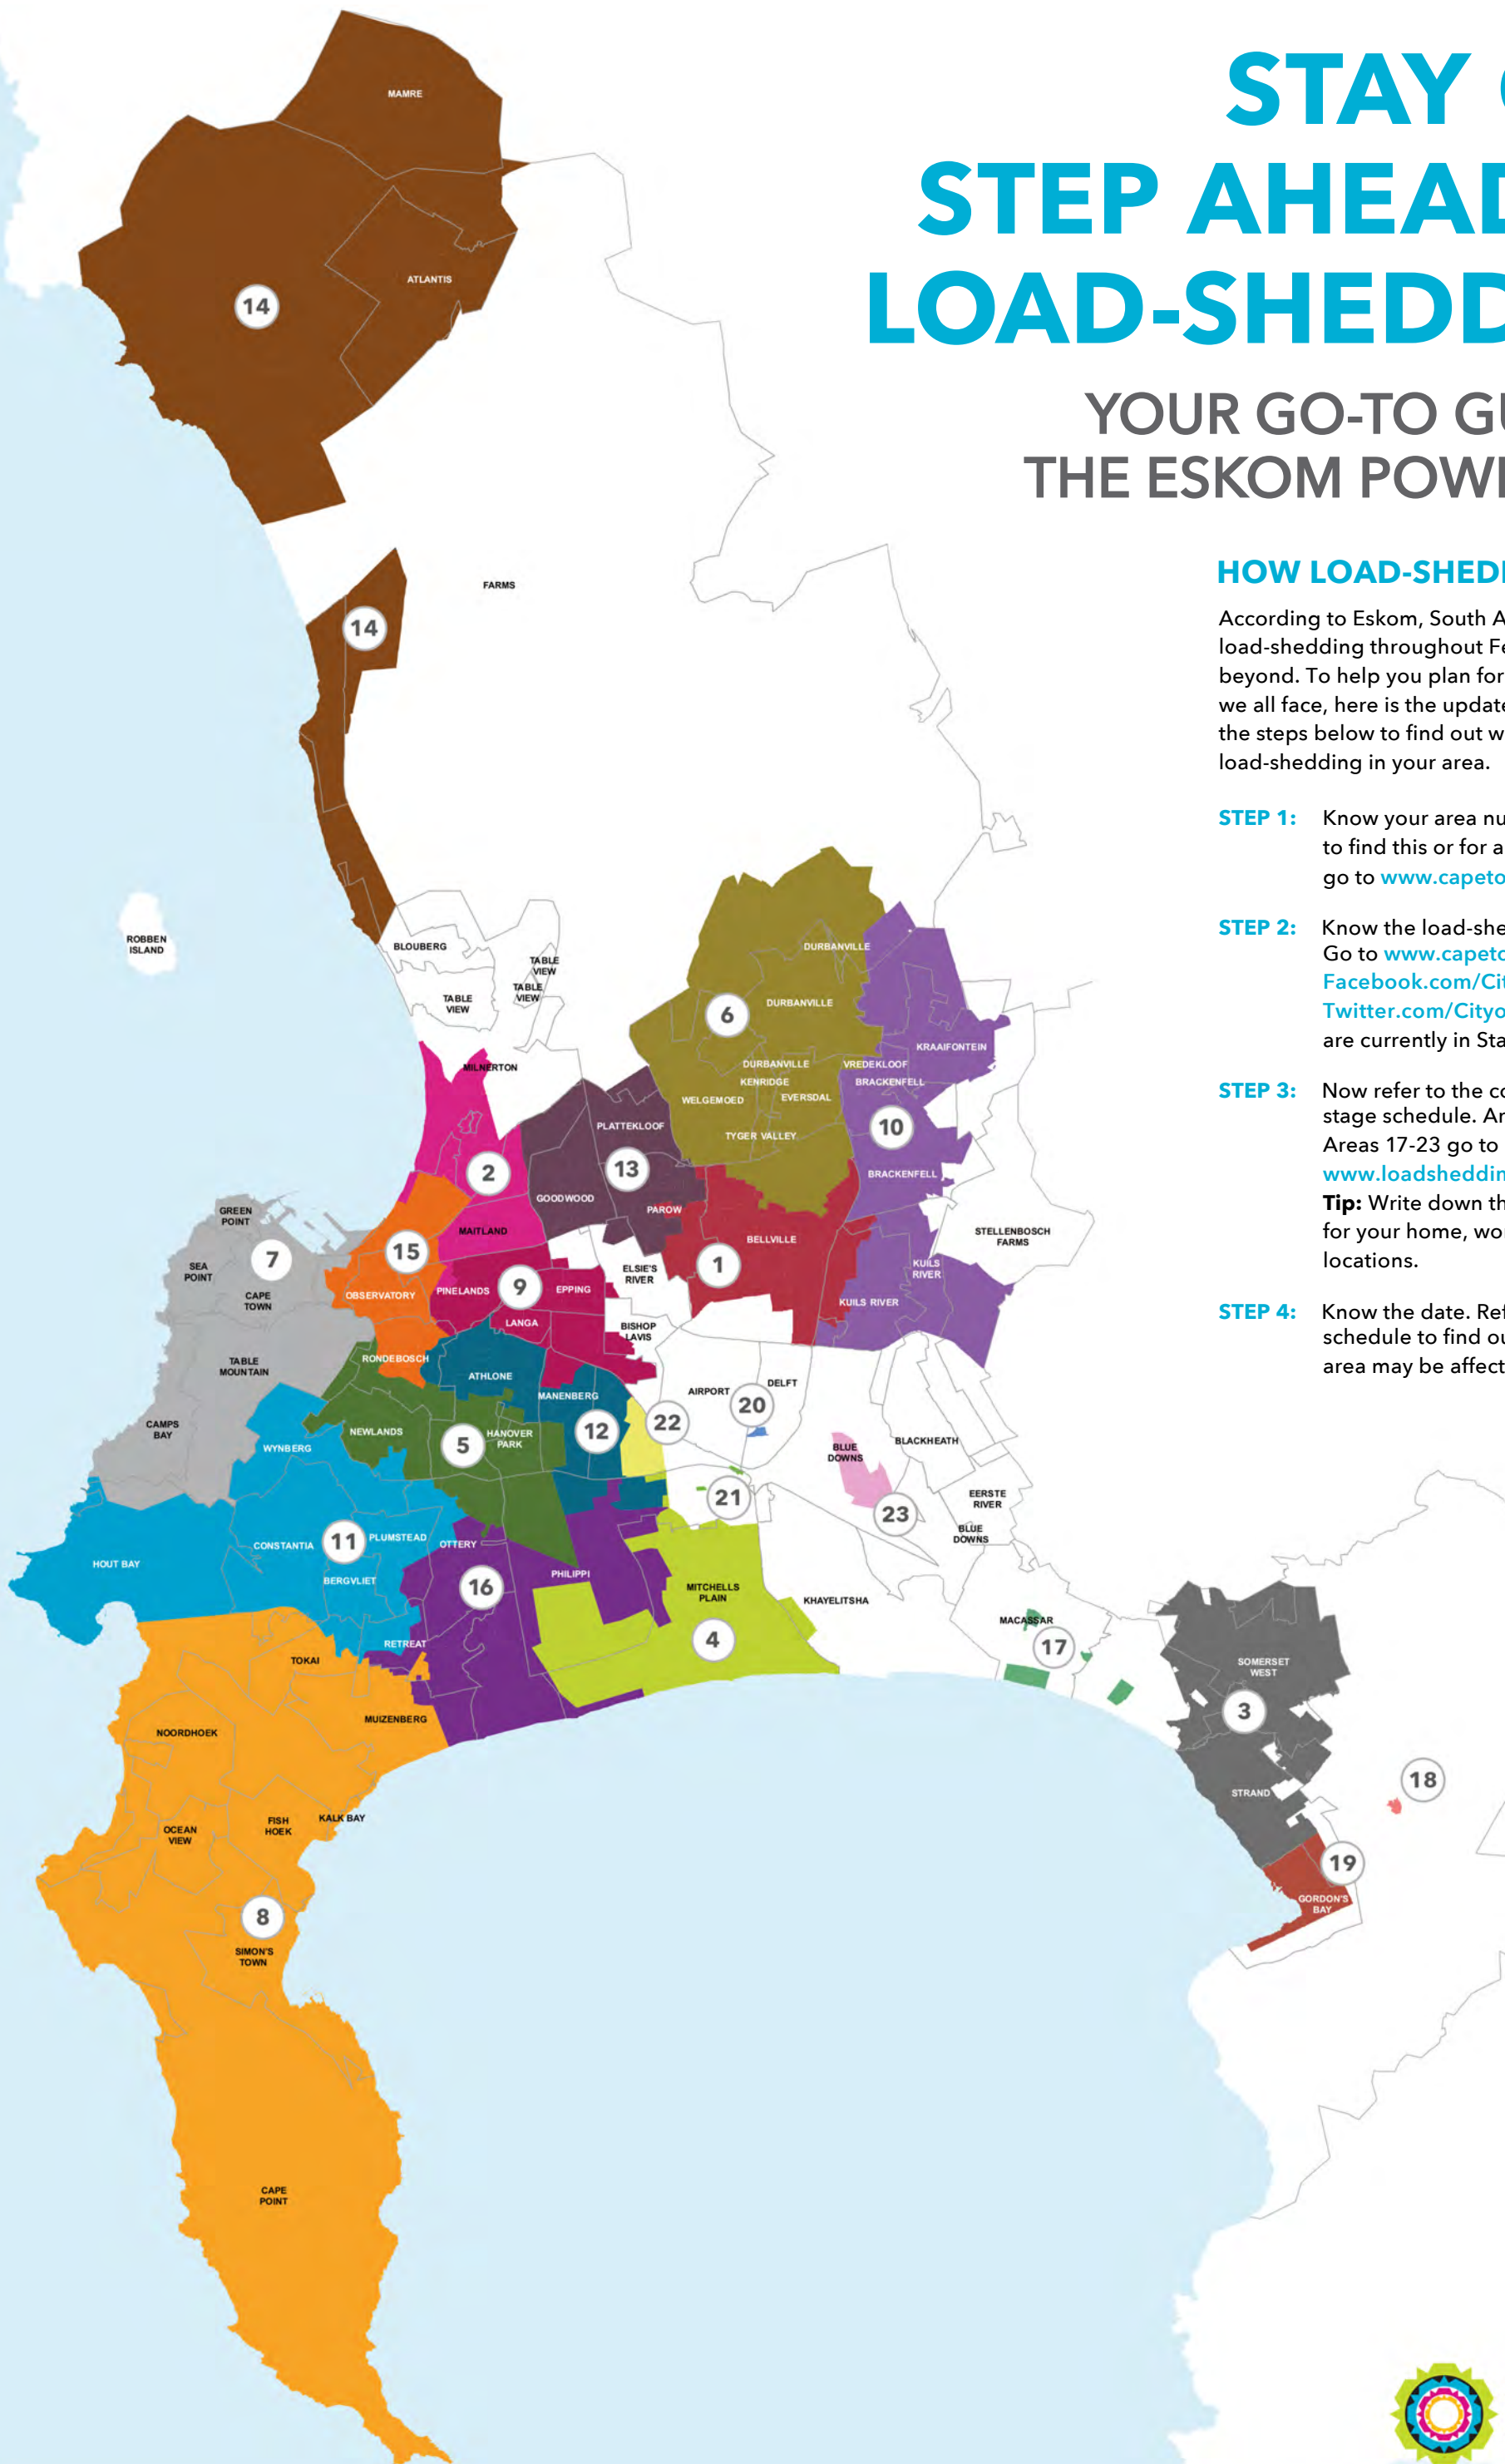 STAY
STEP AHEAD
LOAD-SHEDD
YOUR GO-TO GU
THE ESKOM POW
HOW LOAD-SHEDD
According to Eskom, South A
load-shedding throughout Fe
beyond. To help you plan for
we all face, here is the update
the steps below to find out w
load-shedding in your area.
STEP 1: Know your area nu
to find this or for a
go to www.capeto
STEP 2: Know the load-she
Go to www.capeto
Facebook.com/Cit
Twitter.com/Cityo
are currently in Sta
STEP 3: Now refer to the co
stage schedule. Ar
Areas 17-23 go to
www.loadsheddin
Tip: Write down th
for your home, wo
locations.
STEP 4: Know the date. Ref
schedule to find ou
area may be affect
MAMRE
ATLANTIS
14
FARMS
14
ROBBEN
ISLAND
BLOUBERG
TABLE
VIEW
TABLE
VIEW
TABLE
VIEW
DURBANVILLE
DURBANVILLE
6
KRAAIFONTEIN
MILNERTON
DURBANVILLE
VREDEKLOOF
KENRIDGE
BRACKENFELL
WELGEMOED
EVERSDAL
PLATTEKLOOF
TYGER VALLEY
10
2
13
BRACKENFELL
GOODWOOD
PAROW
GREEN
POINT
MAITLAND
BELLVILLE
STELLENBOSCH
FARMS
7
15
SEA
POINT
ELSIE'S
RIVER
1
KUILS
RIVER
CAPE
TOWN
OBSERVATORY
PINELANDS
9
EPPING
KUILS RIVER
LANGA
BISHOP
LAVIS
TABLE
MOUNTAIN
RONDEBOSCH
ATHLONE
MANENBERG
AIRPORT
DELFT
20
CAMPS
BAY
NEWLANDS
5
HANOVER
PARK
12
22
WYNBERG
BLUE
DOWNS
BLACKHEATH
21
23
EERSTE
RIVER
BLUE
DOWNS
HOUT BAY
CONSTANTIA
11
PLUMSTEAD
OTTERY
BERGVLIET
16
PHILIPPI
MITCHELLS
PLAIN
KHAYELITSHA
4
RETREAT
MACASSAR
17
TOKAI
SOMERSET
WEST
3
NOORDHOEK
MUIZENBERG
STRAND
18
OCEAN
VIEW
FISH
HOEK
KALK BAY
19
GORDON'S
BAY
8
SIMON'S
TOWN
CAPE
POINT